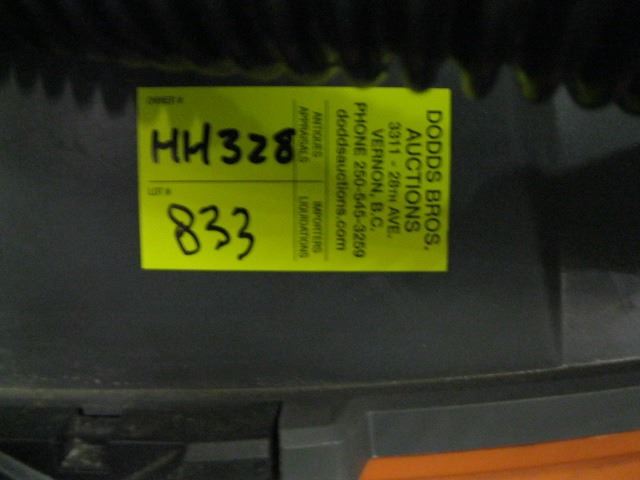 DODDS BROS.
AUCTIONS
3311 - 28TH AVE.
VERNON, B.C.
PHONE 250-545-3259
doddsauctions.com
ANTIQUES
APPRAISALS
IMPORTERS
LIQUIDATIONS
OWNER #
HH328
LOT #
833